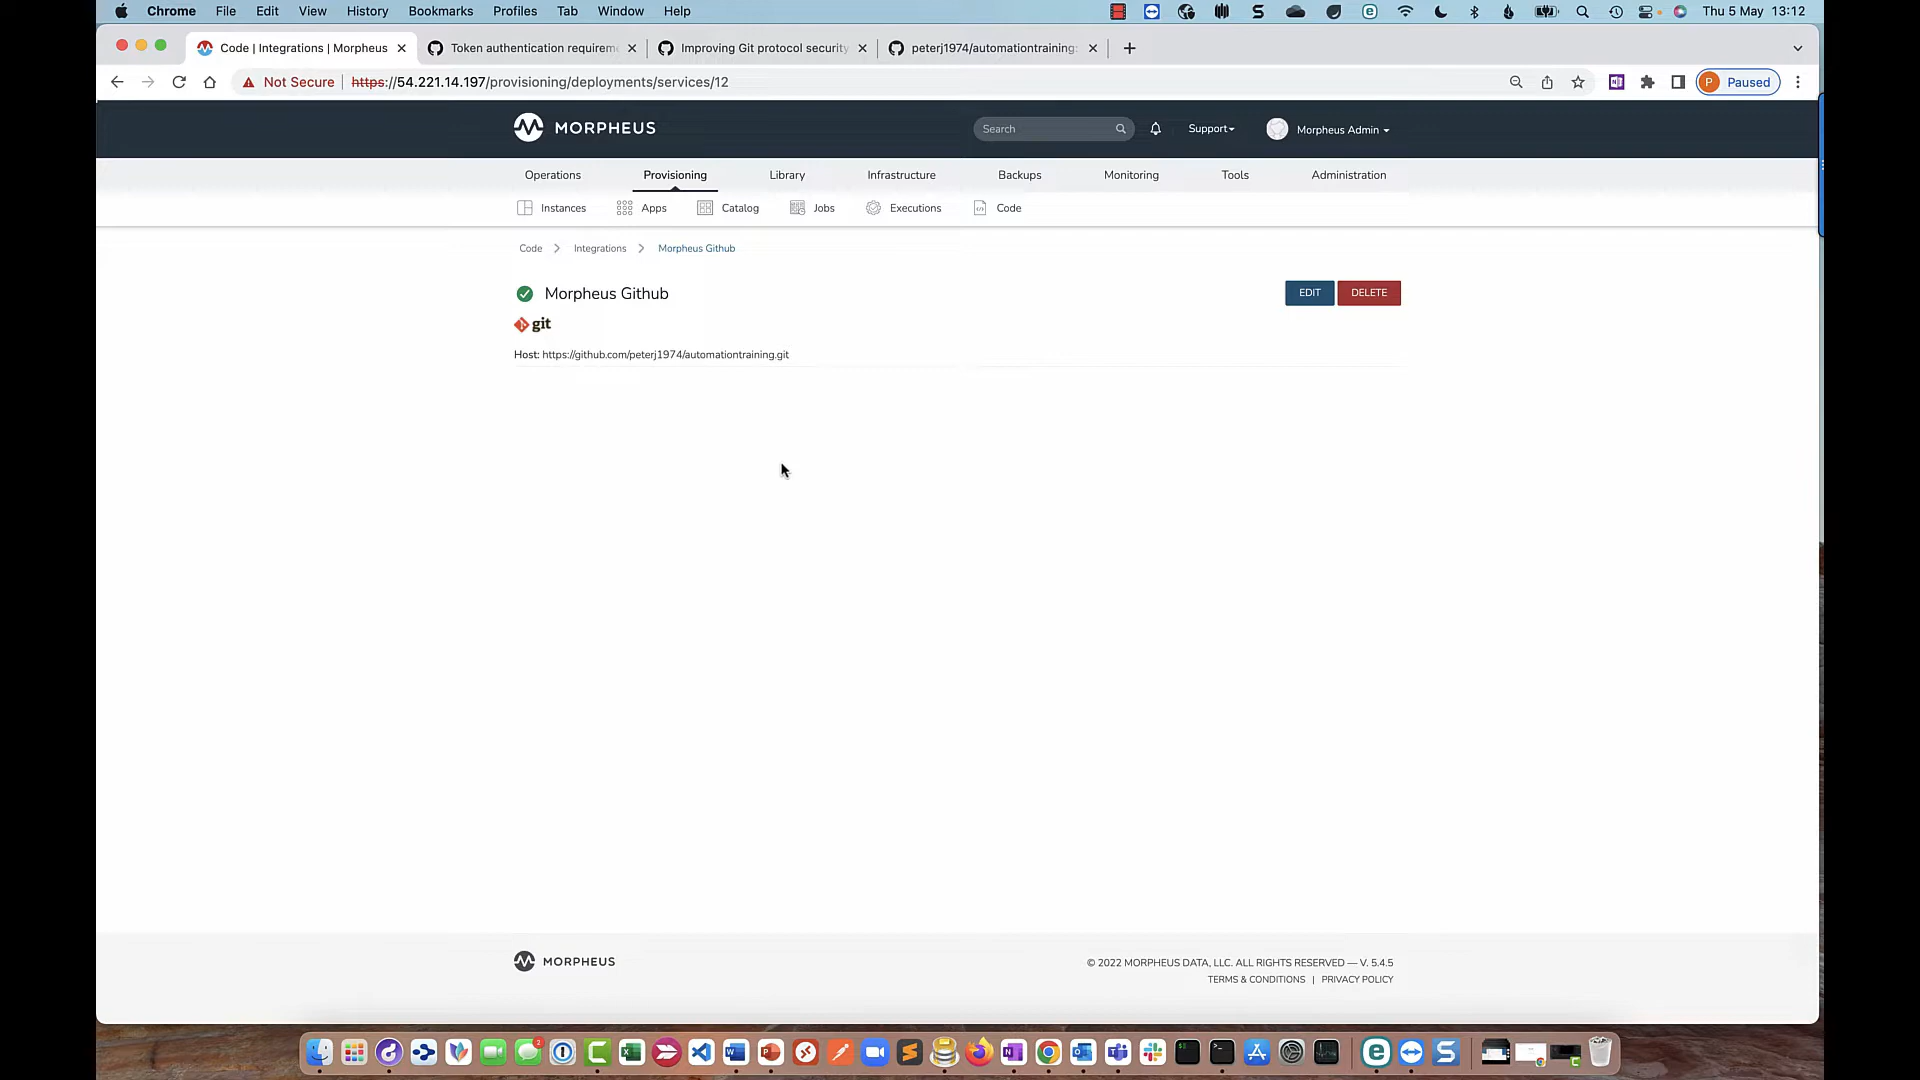 Chrome File Edit View History Bookmarks Profiles Tab Window Help Thu 5 May 13:12
Code | Integrations | Morpheus
Token authentication requirem
Improving Git protocol security
peterj1974/automationtraining:
Not Secure https://54.221.14.197/provisioning/deployments/services/12
P Paused
MORPHEUS
Search
Support
Morpheus Admin
Operations Provisioning Library Infrastructure Backups Monitoring Tools Administration
Instances Apps Catalog Jobs Executions Code
Code > Integrations > Morpheus Github
Morpheus Github
EDIT DELETE
git
Host: https://github.com/peterj1974/automationtraining.git
MORPHEUS
© 2022 MORPHEUS DATA, LLC. ALL RIGHTS RESERVED — V. 5.4.5
TERMS & CONDITIONS | PRIVACY POLICY